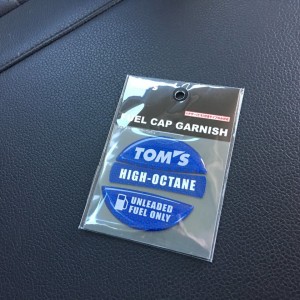 FUEL CAP GARNISH
TOM'S
HIGH-OCTANE
UNLEADED
FUEL ONLY